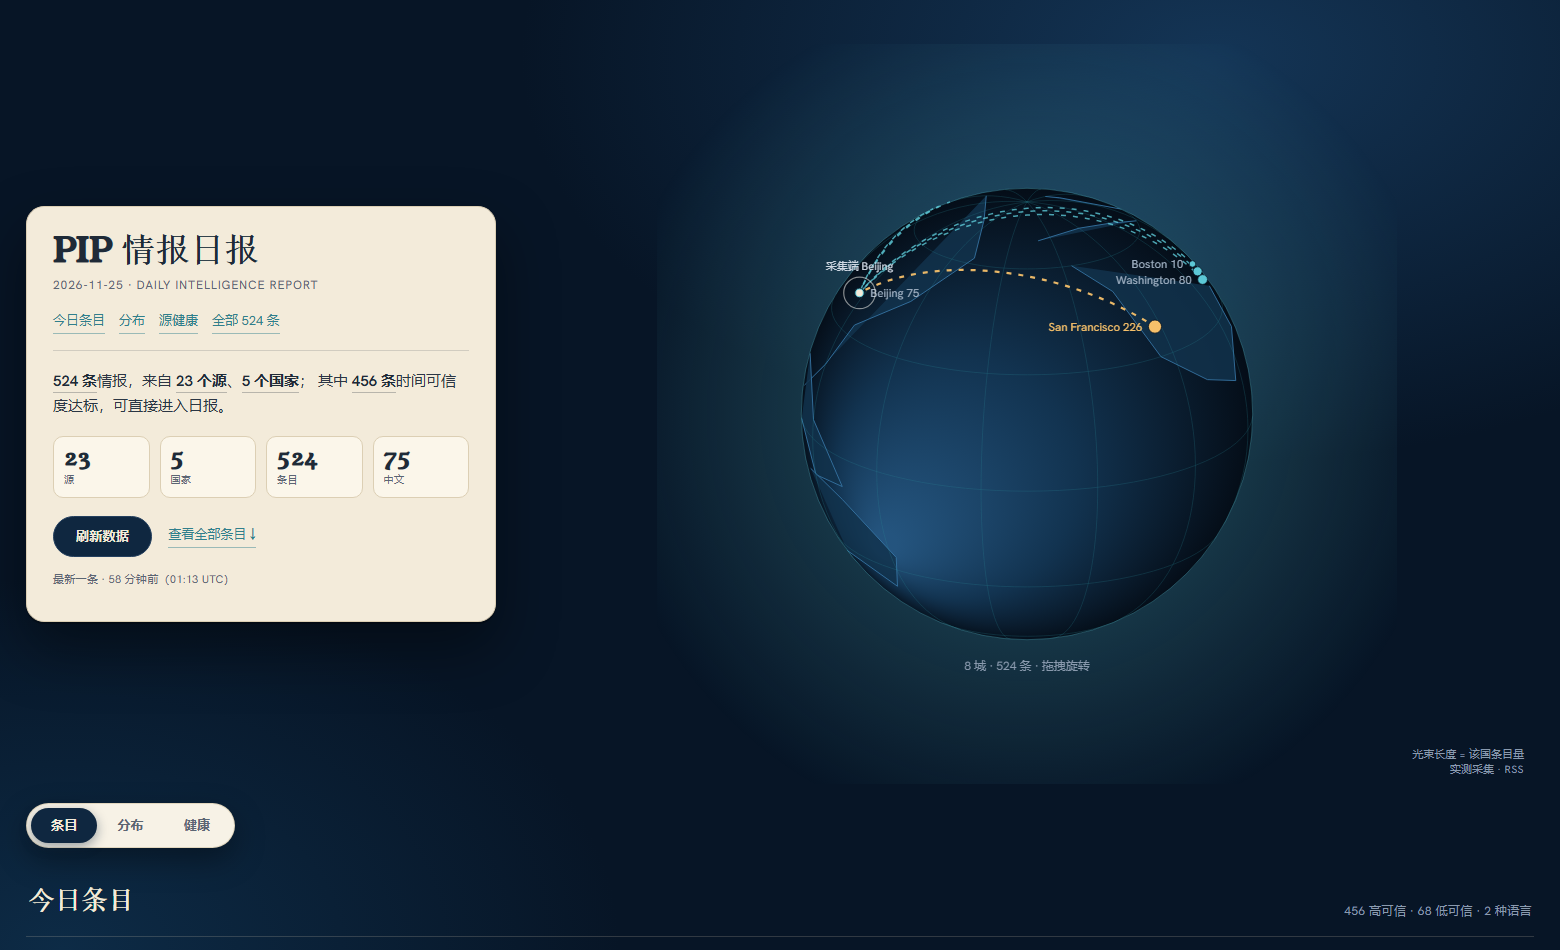 PIP 情报日报
2026-11-25 · DAILY INTELLIGENCE REPORT
今日条目 分布 源健康 全部 524 条
524 条情报，来自 23 个源、5 个国家； 其中 456 条时间可信
度达标，可直接进入日报。
23
源
5
国家
524
条目
75
中文
刷新数据
查看全部条目 ↓
最新一条 · 58 分钟前（01:13 UTC）
采集端 Beijing
Beijing 75
Boston 10
Washington 80
San Francisco 226
8 城 · 524 条 · 拖拽旋转
光束长度 = 该国条目量
实测采集 · RSS
条目 分布 健康
今日条目
456 高可信 · 68 低可信 · 2 种语言